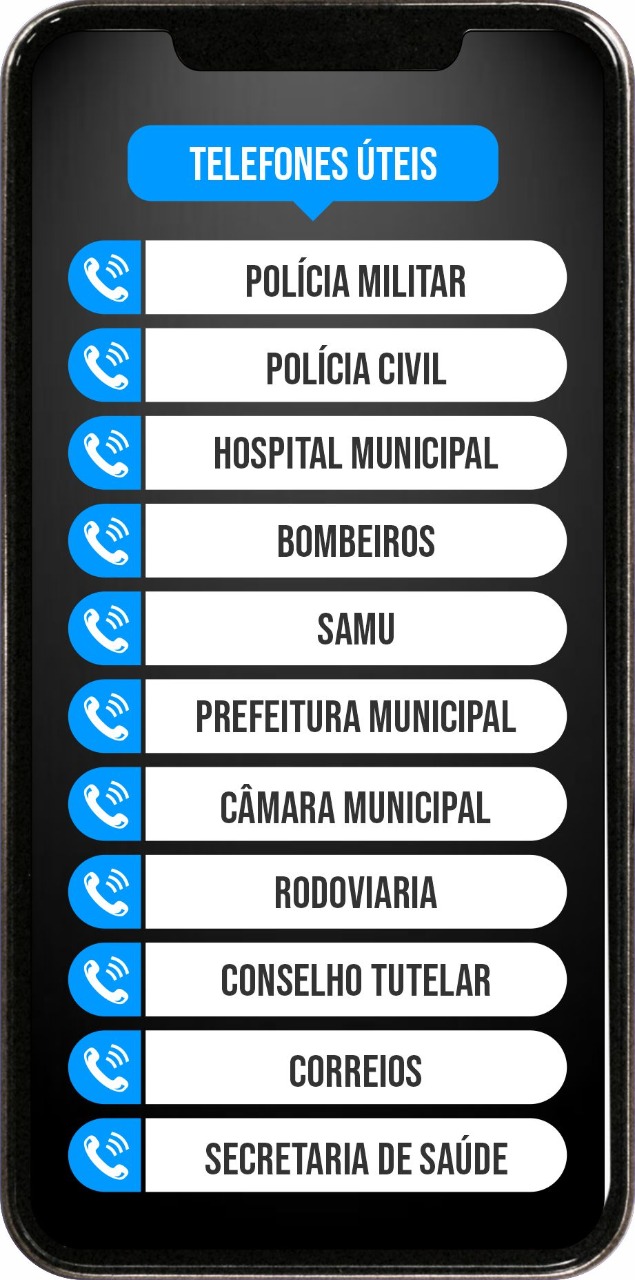 TELEFONES ÚTEIS
POLÍCIA MILITAR
POLÍCIA CIVIL
HOSPITAL MUNICIPAL
BOMBEIROS
SAMU
PREFEITURA MUNICIPAL
CÂMARA MUNICIPAL
RODOVIARIA
CONSELHO TUTELAR
CORREIOS
SECRETARIA DE SAÚDE